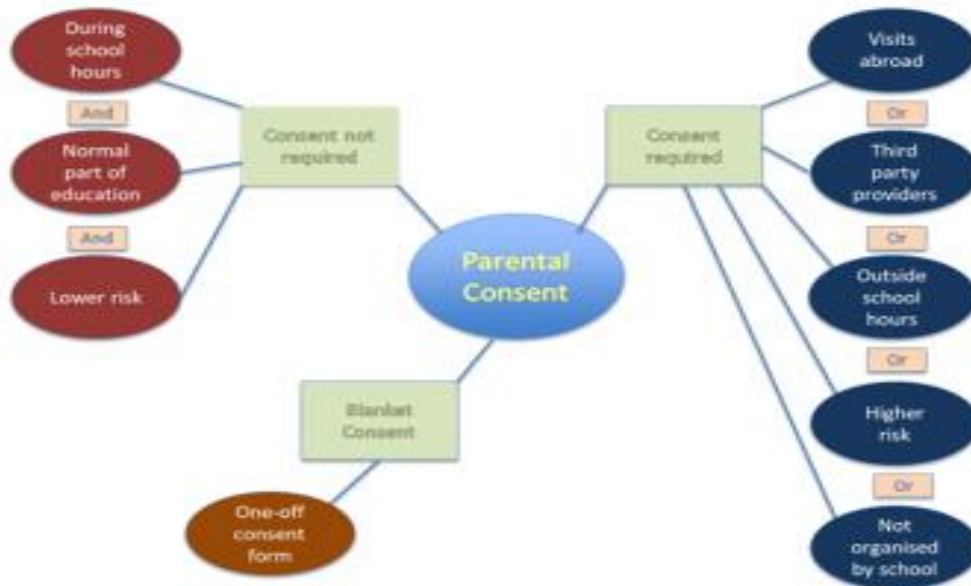 During
school
hours
And
Normal
part of
education
And
Lower risk
Consent not
required
Parental
Consent
Blanket
Consent
One-off
consent
form
Consent
required
Visits
abroad
Or
Third
party
providers
Or
Outside
school
hours
Or
Higher
risk
Or
Not
organised
by school